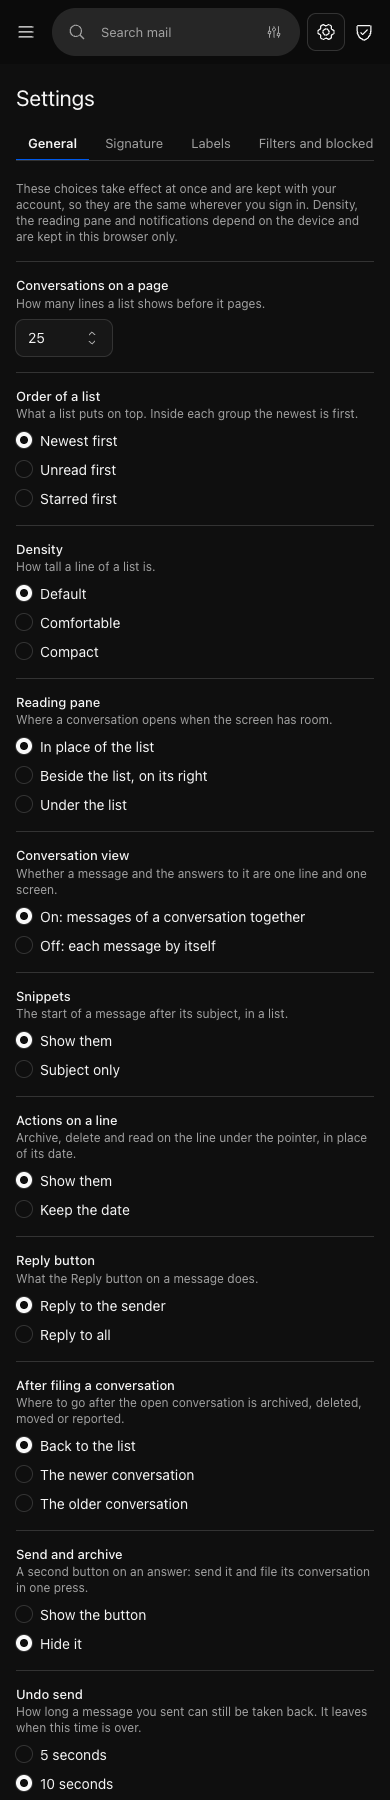 Search mail
Settings
General Signature Labels Filters and blocked
These choices take effect at once and are kept with your
account, so they are the same wherever you sign in. Density,
the reading pane and notifications depend on the device and
are kept in this browser only.
Conversations on a page
How many lines a list shows before it pages.
25
Order of a list
What a list puts on top. Inside each group the newest is first.
Newest first
Unread first
Starred first
Density
How tall a line of a list is.
Default
Comfortable
Compact
Reading pane
Where a conversation opens when the screen has room.
In place of the list
Beside the list, on its right
Under the list
Conversation view
Whether a message and the answers to it are one line and one
screen.
On: messages of a conversation together
Off: each message by itself
Snippets
The start of a message after its subject, in a list.
Show them
Subject only
Actions on a line
Archive, delete and read on the line under the pointer, in place
of its date.
Show them
Keep the date
Reply button
What the Reply button on a message does.
Reply to the sender
Reply to all
After filing a conversation
Where to go after the open conversation is archived, deleted,
moved or reported.
Back to the list
The newer conversation
The older conversation
Send and archive
A second button on an answer: send it and file its conversation
in one press.
Show the button
Hide it
Undo send
How long a message you sent can still be taken back. It leaves
when this time is over.
5 seconds
10 seconds